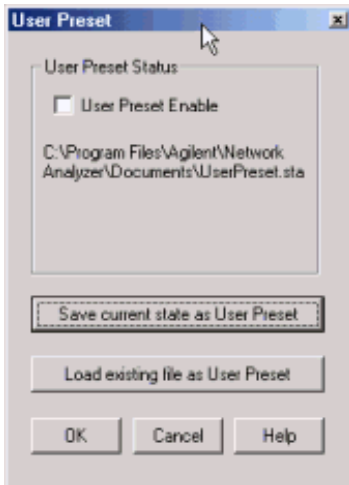 User Preset
User Preset Status
User Preset Enable
C:\Program Files\Agilent\Network
Analyzer\Documents\UserPreset.sta
Save current state as User Preset
Load existing file as User Preset
OK Cancel Help